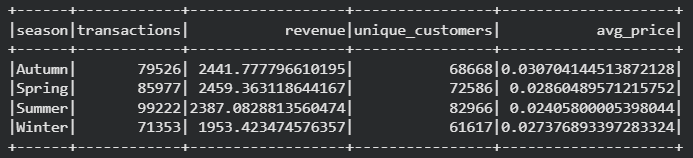 +------+------------+------------------+----------------+--------------------+
|season|transactions|           revenue|unique_customers|           avg_price|
+------+------------+------------------+----------------+--------------------+
|Autumn|       79526| 2441.777796610195|           68668|0.030704144513872128|
|Spring|       85977| 2459.363118644167|           72586| 0.02860489571215752|
|Summer|       99222|2387.0828813560474|           82966| 0.02405800005398044|
|Winter|       71353| 1953.423474576357|           61617|0.027376893397283324|
+------+------------+------------------+----------------+--------------------+